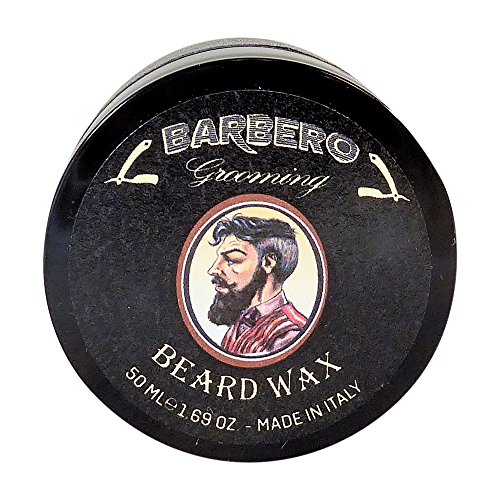 BARBERO
Grooming
BEARD WAX
50 ML ℮ 1.69 OZ - MADE IN ITALY